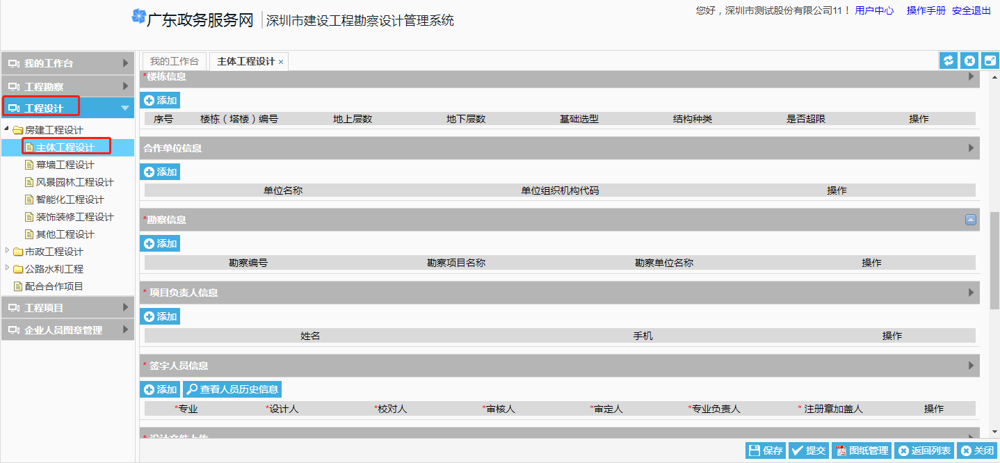 广东政务服务网 深圳市建设工程勘察设计管理系统
您好，深圳市测试股份有限公司11！ 用户中心 操作手册 安全退出
我的工作台
工程勘察
工程设计
房建工程设计
主体工程设计
幕墙工程设计
风景园林工程设计
智能化工程设计
装饰装修工程设计
其他工程设计
市政工程设计
公路水利工程
配合合作项目
工程项目
企业人员图章管理
我的工作台 主体工程设计 ×
*楼栋信息
添加
序号 楼栋（塔楼）编号 地上层数 地下层数 基础选型 结构种类 是否超限 操作
合作单位信息
添加
单位名称 单位组织机构代码 操作
*勘察信息
添加
勘察编号 勘察项目名称 勘察单位名称 操作
* 项目负责人信息
添加
姓名 手机 操作
* 签字人员信息
添加 查看人员历史信息
*专业 *设计人 *校对人 *审核人 *审定人 *专业负责人 * 注册章加盖人 操作
* 设计文件上传
保存 提交 图纸管理 返回列表 关闭